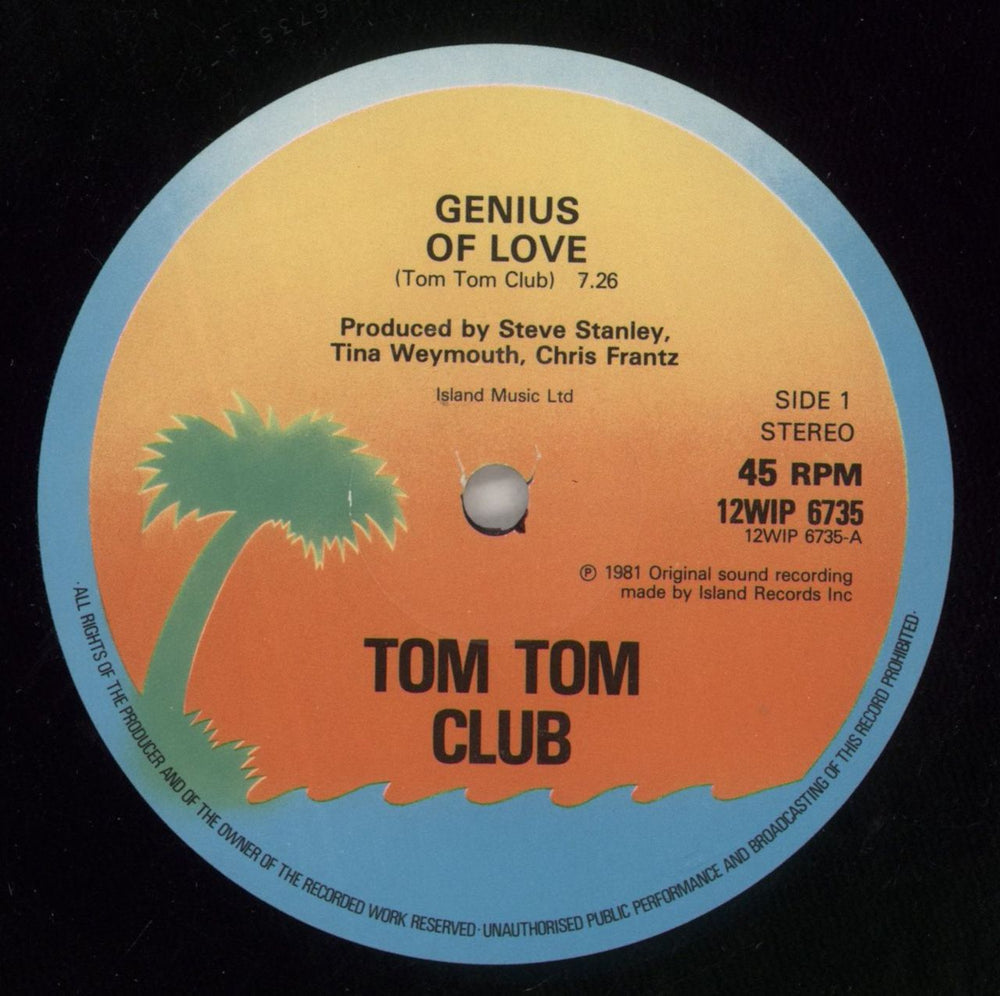 GENIUS
OF LOVE
(Tom Tom Club) 7.26
Produced by Steve Stanley,
Tina Weymouth, Chris Frantz
Island Music Ltd
SIDE 1
STEREO
45 RPM
12WIP 6735
12WIP 6735-A
℗ 1981 Original sound recording
made by Island Records Inc
TOM TOM
CLUB
·ALL RIGHTS OF THE PRODUCER AND OF THE OWNER OF THE RECORDED WORK RESERVED·UNAUTHORISED PUBLIC PERFORMANCE AND BROADCASTING OF THIS RECORD PROHIBITED·